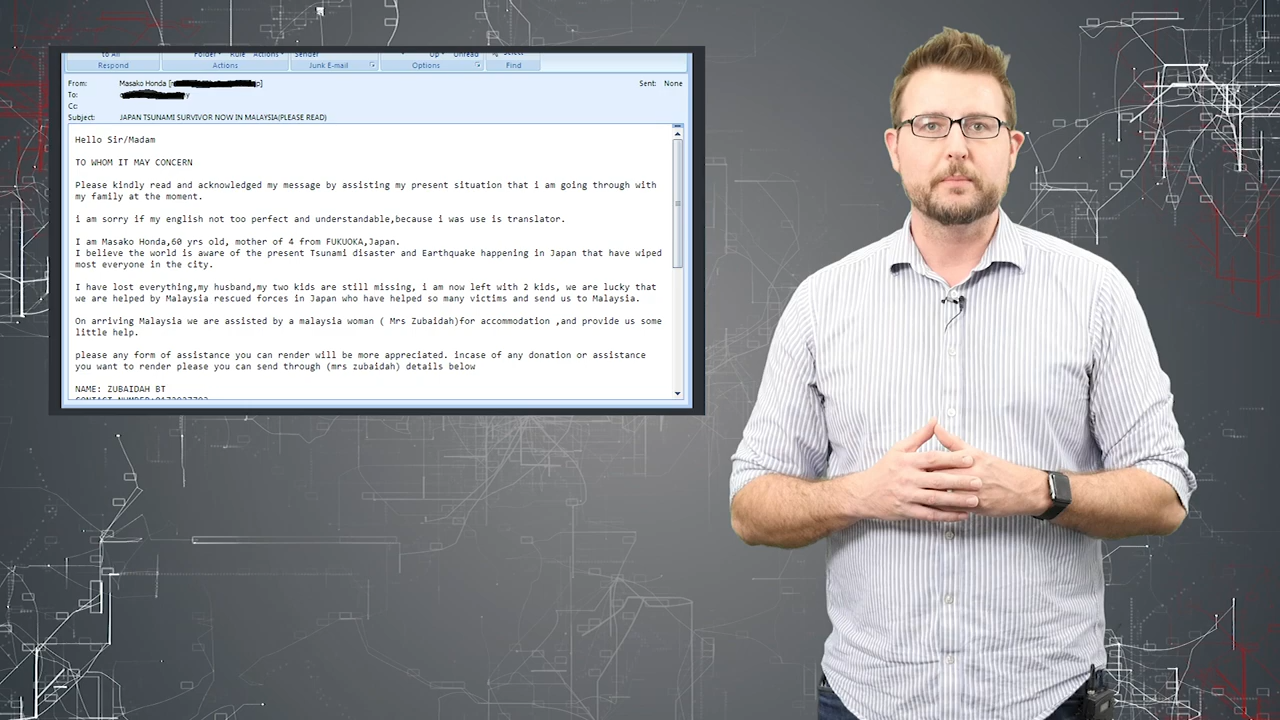 to All Folder Rule Actions Sender Up Unread Select
Respond Actions Junk E-mail Options Find
From: Masako Honda [ p] Sent: None
To: y
Cc:
Subject: JAPAN TSUNAMI SURVIVOR NOW IN MALAYSIA(PLEASE READ)
Hello Sir/Madam
TO WHOM IT MAY CONCERN
Please kindly read and acknowledged my message by assisting my present situation that i am going through with
my family at the moment.
i am sorry if my english not too perfect and understandable,because i was use is translator.
I am Masako Honda,60 yrs old, mother of 4 from FUKUOKA,Japan.
I believe the world is aware of the present Tsunami disaster and Earthquake happening in Japan that have wiped
most everyone in the city.
I have lost everything,my husband,my two kids are still missing, i am now left with 2 kids, we are lucky that
we are helped by Malaysia rescued forces in Japan who have helped so many victims and send us to Malaysia.
On arriving Malaysia we are assisted by a malaysia woman ( Mrs Zubaidah)for accommodation ,and provide us some
little help.
please any form of assistance you can render will be more appreciated. incase of any donation or assistance
you want to render please you can send through (mrs zubaidah) details below
NAME: ZUBAIDAH BT